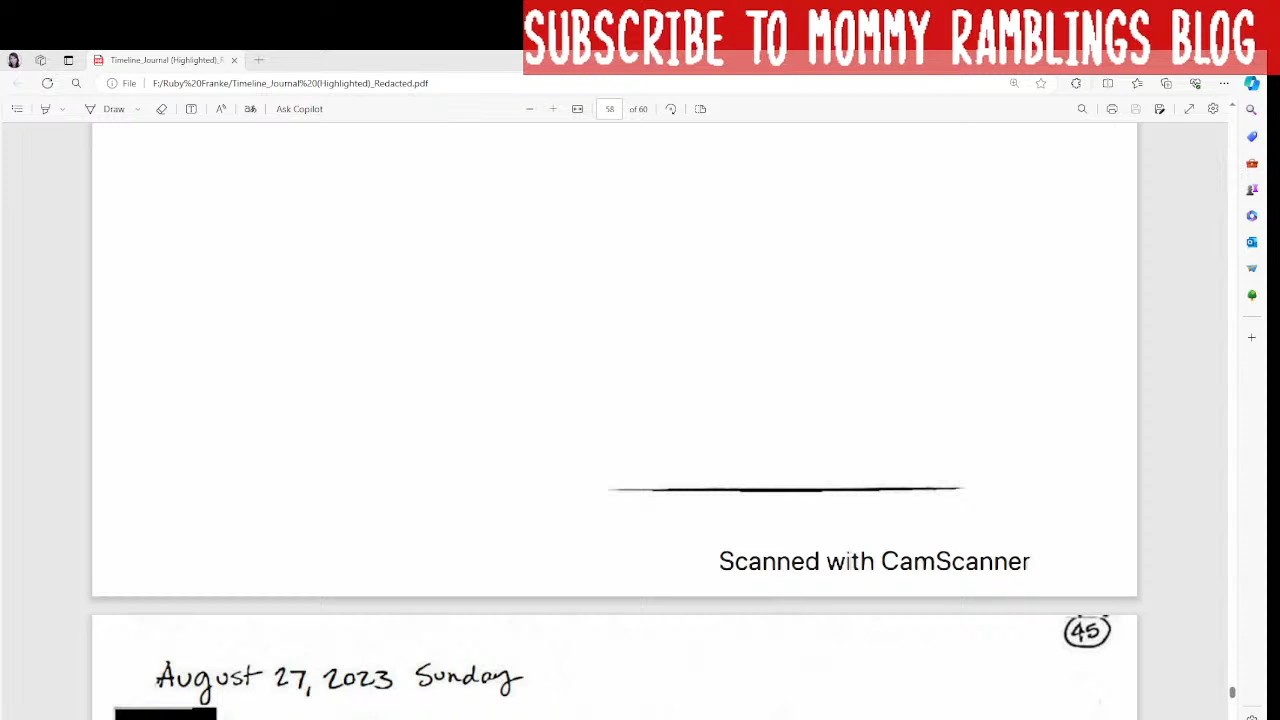 SUBSCRIBE TO MOMMY RAMBLINGS BLOG
Timeline_Journal (Highlighted)_F
File F:/Ruby%20Franke/Timeline_Journal%20(Highlighted)_Redacted.pdf
Draw Ask Copilot 58 of 60
Scanned with CamScanner
45
August 27, 2023 Sunday